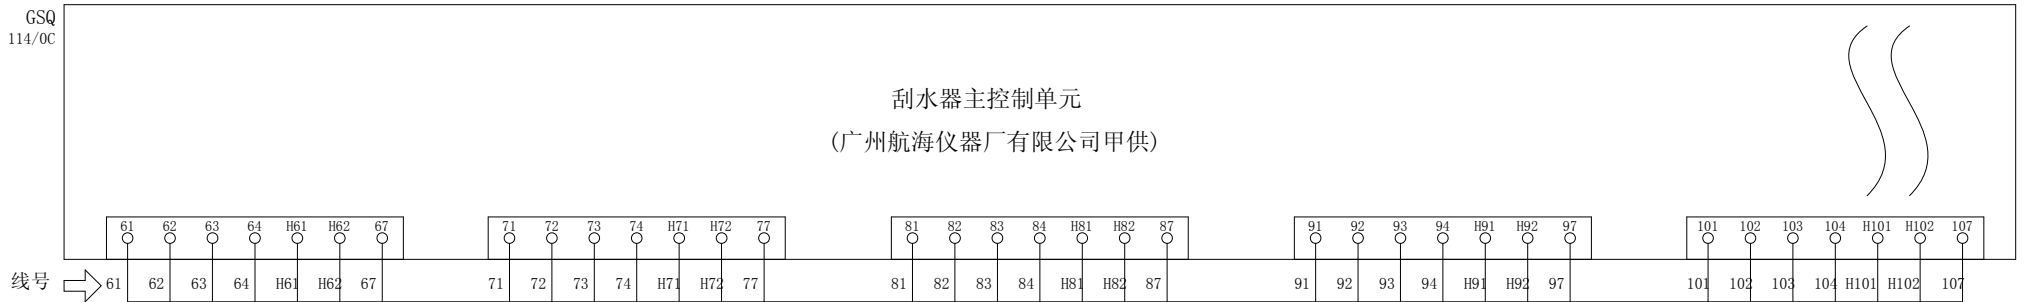 GSQ
114/0C
刮水器主控制单元
(广州航海仪器厂有限公司甲供)
61 62 63 64 H61 H62 67 71 72 73 74 H71 H72 77 81 82 83 84 H81 H82 87 91 92 93 94 H91 H92 97 101 102 103 104 H101 H102 107
线号 61 62 63 64 H61 H62 67 71 72 73 74 H71 H72 77 81 82 83 84 H81 H82 87 91 92 93 94 H91 H92 97 101 102 103 104 H101 H102 107